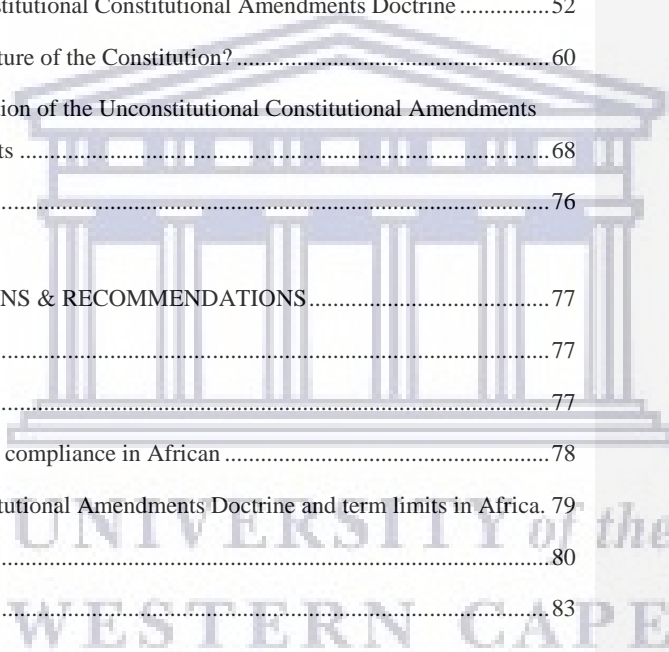 stitutional Constitutional Amendments Doctrine ................52
ture of the Constitution? ........................................................60
ion of the Unconstitutional Constitutional Amendments
ts ..............................................................................................68
..................................................................................................76
NS & RECOMMENDATIONS ...........................................77
..................................................................................................77
..................................................................................................77
compliance in African ..........................................................78
tutional Amendments Doctrine and term limits in Africa. 79
..................................................................................................80
..................................................................................................83
UNIVERSITY of the
WESTERN CAPE